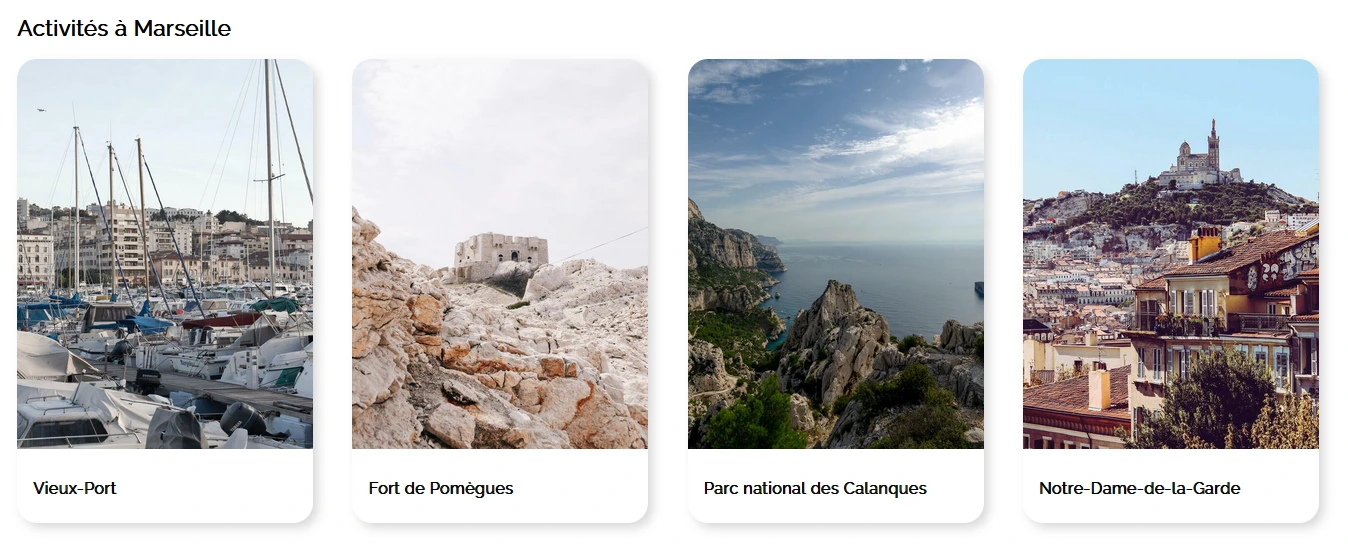 Activités à Marseille
Vieux-Port
Fort de Pomègues
Parc national des Calanques
Notre-Dame-de-la-Garde